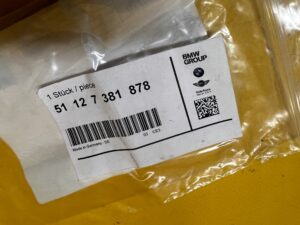 1 Stück / piece
51 12 7 381 878
Made in Germany
BMW
GROUP